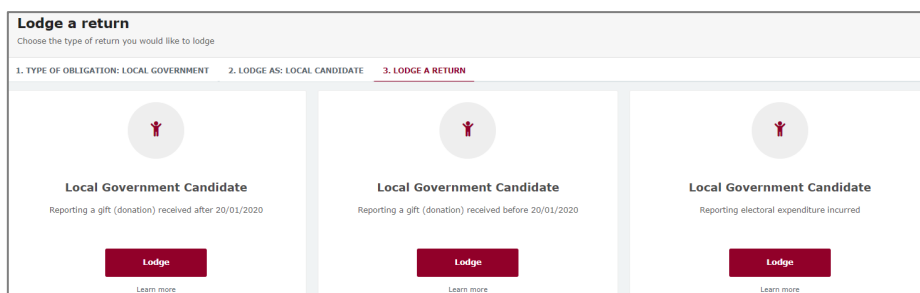 Lodge a return
Choose the type of return you would like to lodge
1. TYPE OF OBLIGATION: LOCAL GOVERNMENT 2. LODGE AS: LOCAL CANDIDATE 3. LODGE A RETURN
Local Government Candidate
Reporting a gift (donation) received after 20/01/2020
Lodge
Learn more
Local Government Candidate
Reporting a gift (donation) received before 20/01/2020
Lodge
Learn more
Local Government Candidate
Reporting electoral expenditure incurred
Lodge
Learn more